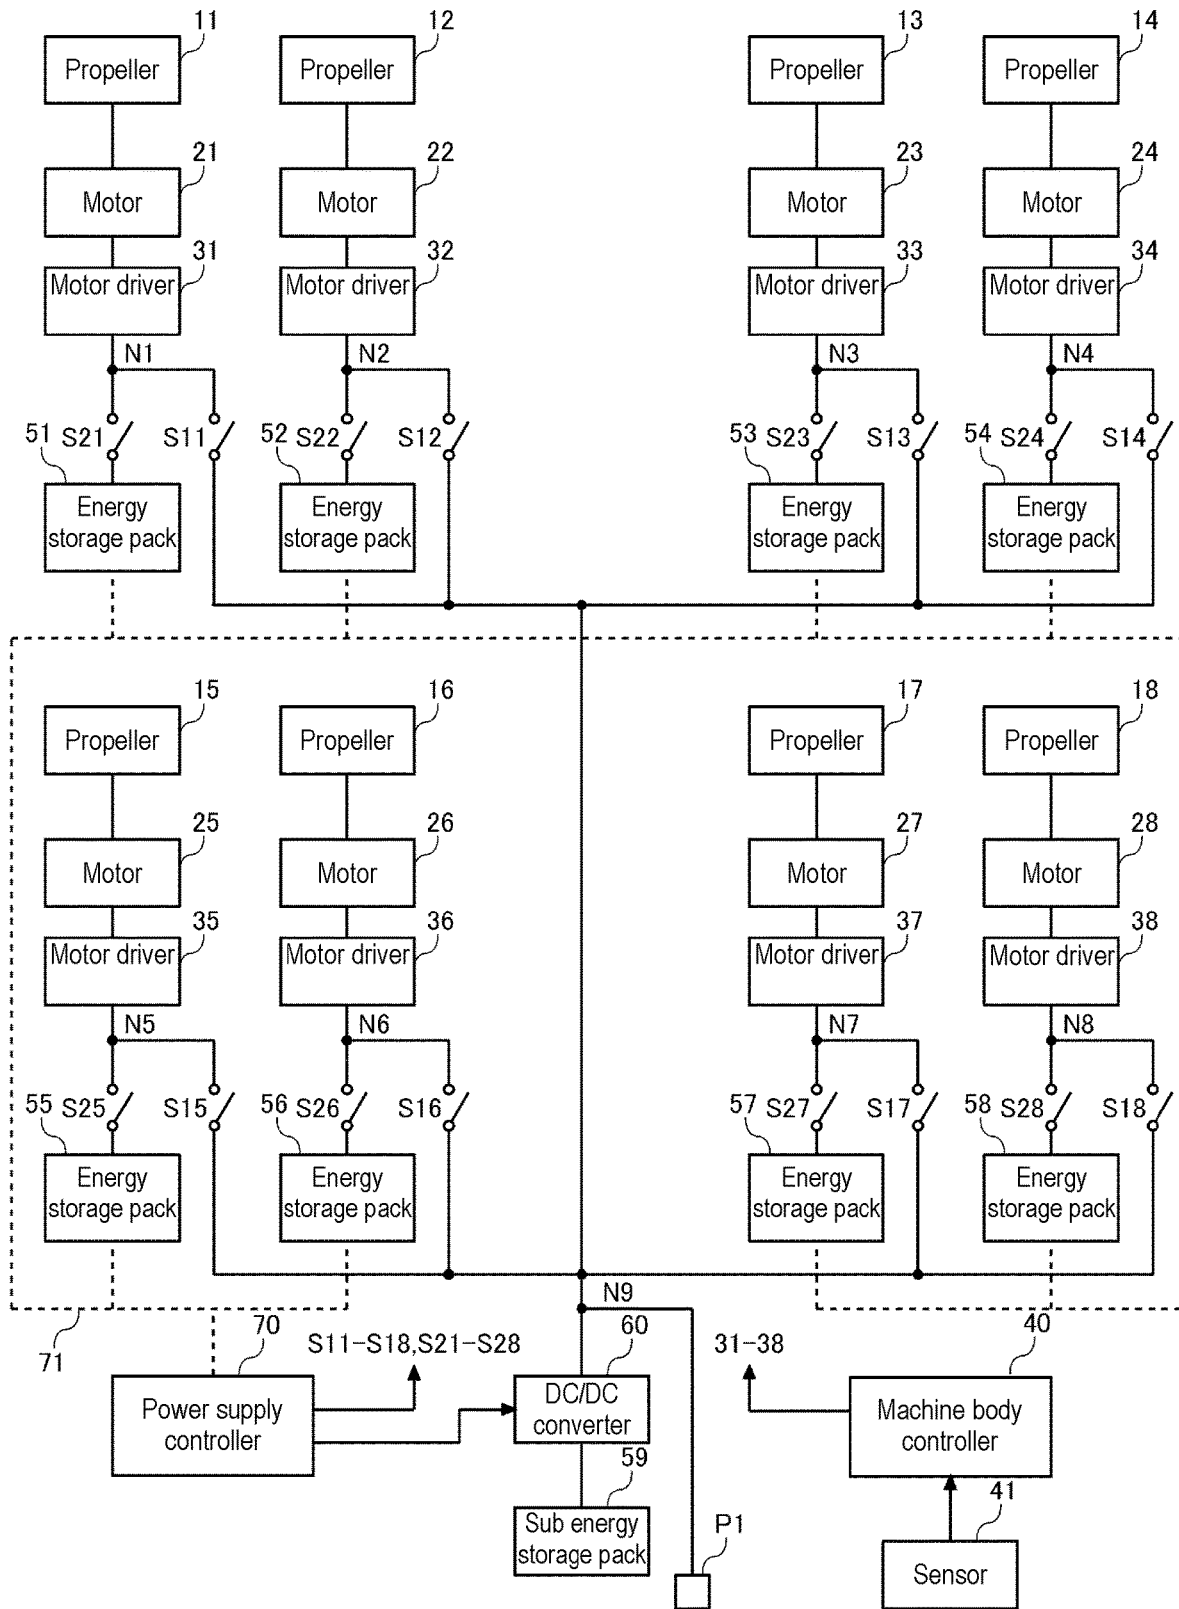 11
12
13
14
Propeller
Propeller
Propeller
Propeller
21
22
23
24
Motor
Motor
Motor
Motor
31
32
33
34
Motor driver
Motor driver
Motor driver
Motor driver
N1
N2
N3
N4
51
S21
S11
52
S22
S12
53
S23
S13
54
S24
S14
Energy
storage pack
Energy
storage pack
Energy
storage pack
Energy
storage pack
15
16
17
18
Propeller
Propeller
Propeller
Propeller
25
26
27
28
Motor
Motor
Motor
Motor
35
36
37
38
Motor driver
Motor driver
Motor driver
Motor driver
N5
N6
N7
N8
55
S25
S15
56
S26
S16
57
S27
S17
58
S28
S18
Energy
storage pack
Energy
storage pack
Energy
storage pack
Energy
storage pack
N9
71
70
S11-S18,S21-S28
60
31-38
40
Power supply
controller
DC/DC
converter
Machine body
controller
59
Sub energy
storage pack
P1
41
Sensor